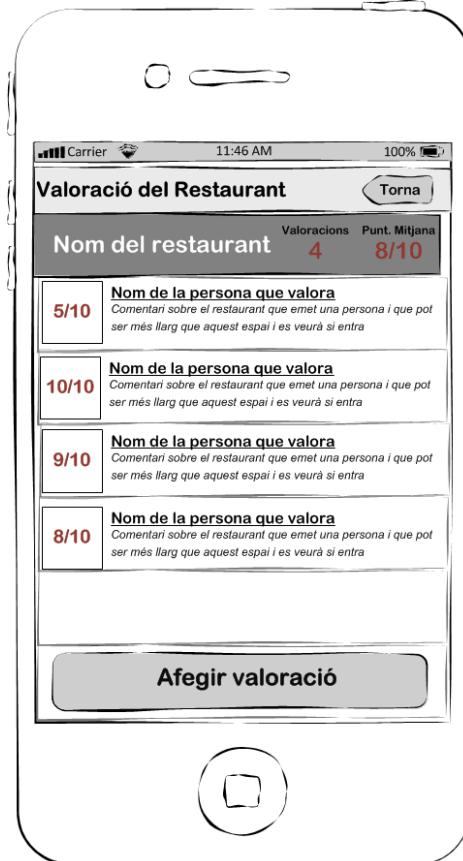 Carrier 11:46 AM 100%
Valoració del Restaurant Torna
Nom del restaurant Valoracions Punt. Mitjana
4 8/10
5/10 Nom de la persona que valora
Comentari sobre el restaurant que emet una persona i que pot
ser més llarg que aquest espai i es veurà si entra
10/10 Nom de la persona que valora
Comentari sobre el restaurant que emet una persona i que pot
ser més llarg que aquest espai i es veurà si entra
9/10 Nom de la persona que valora
Comentari sobre el restaurant que emet una persona i que pot
ser més llarg que aquest espai i es veurà si entra
8/10 Nom de la persona que valora
Comentari sobre el restaurant que emet una persona i que pot
ser més llarg que aquest espai i es veurà si entra
Afegir valoració